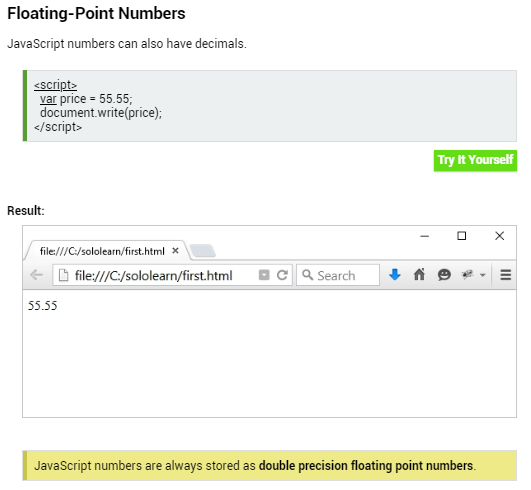 Floating-Point Numbers
JavaScript numbers can also have decimals.
<script>
var price = 55.55;
document.write(price);
</script>
Try It Yourself
Result:
file:///C:/sololearn/first.html ×
file:///C:/sololearn/first.html Search
55.55
JavaScript numbers are always stored as double precision floating point numbers.